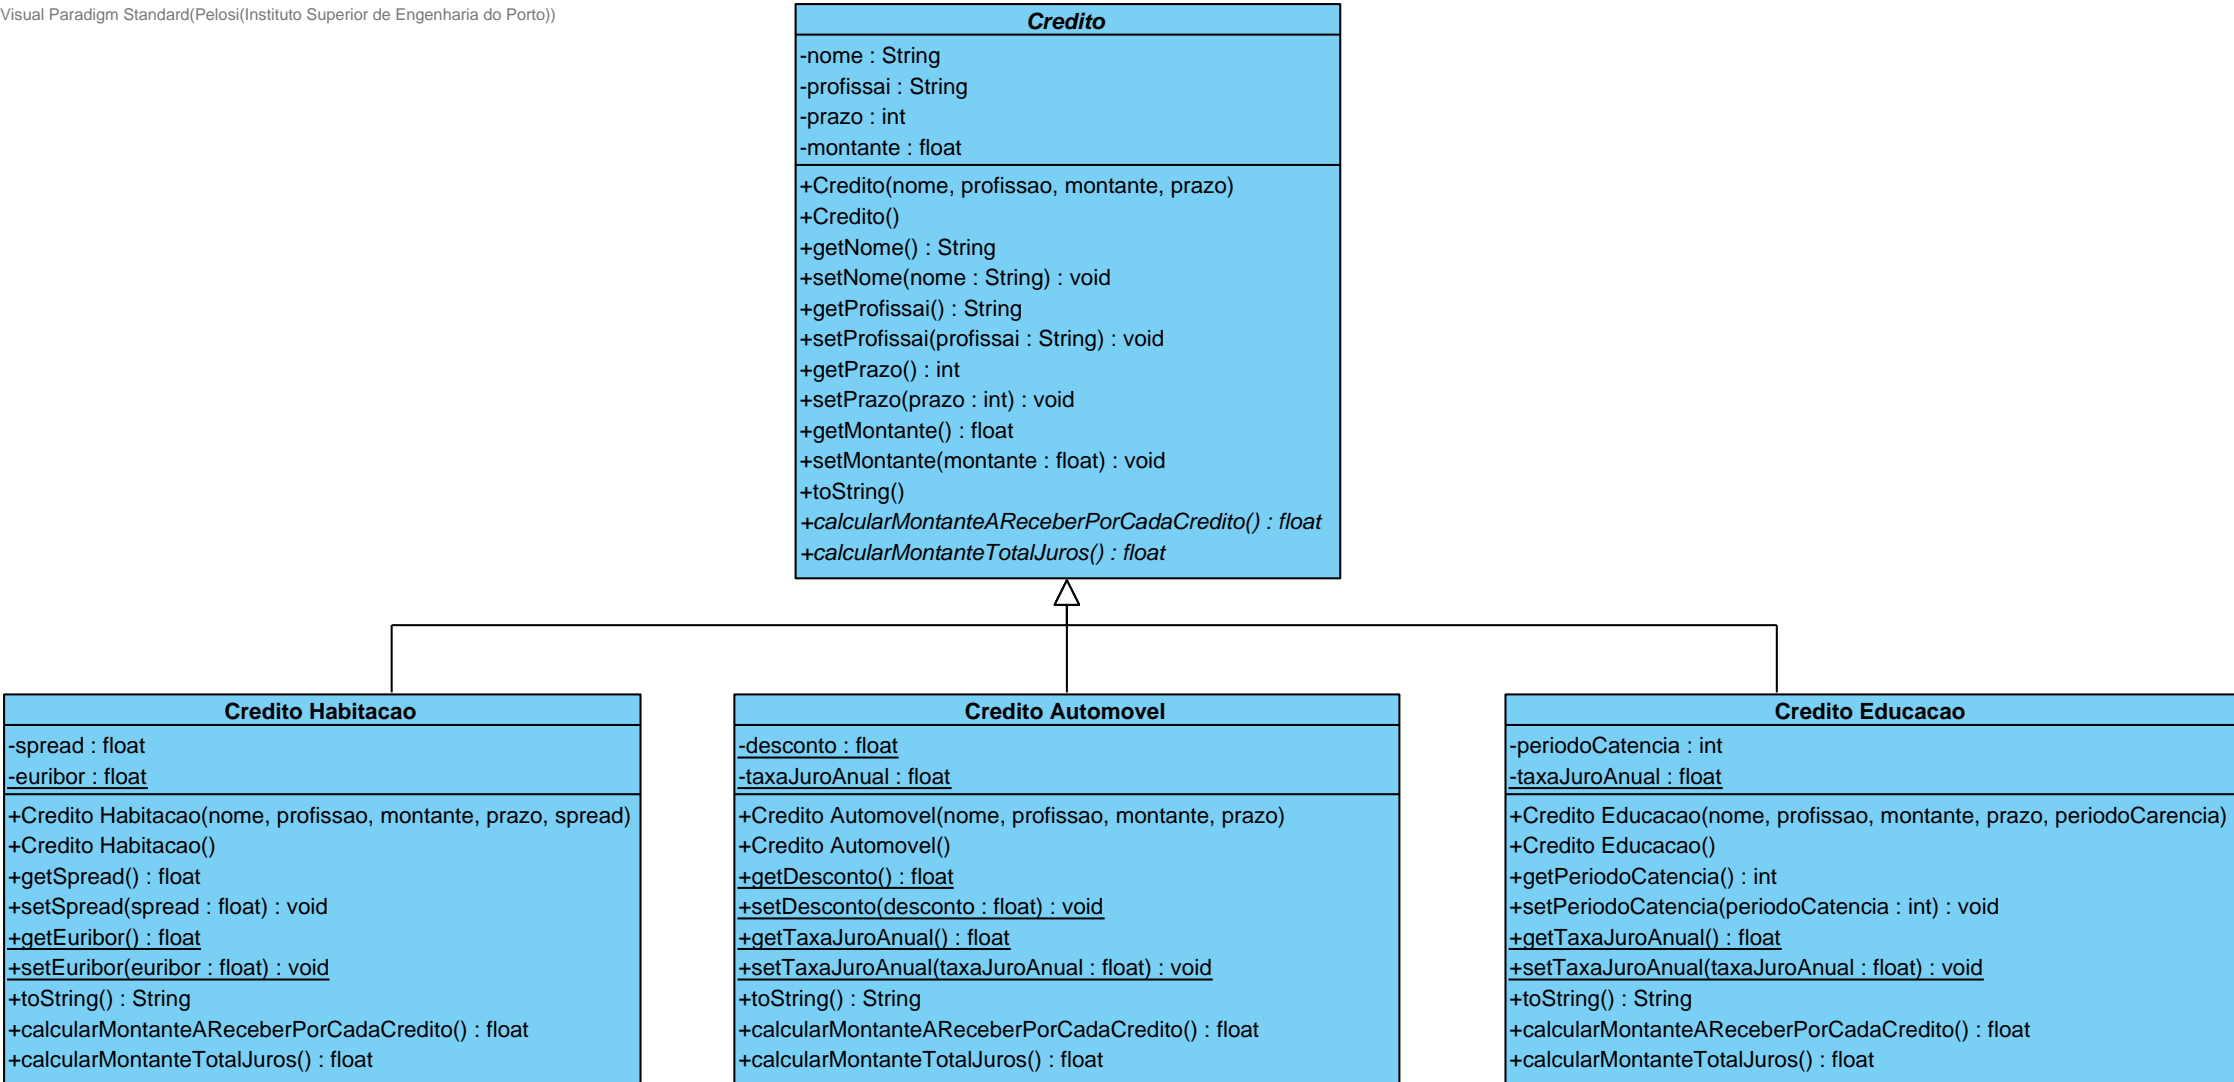 Visual Paradigm Standard(Pelosi(Instituto Superior de Engenharia do Porto))
Credito
-nome : String
-profissai : String
-prazo : int
-montante : float
+Credito(nome, profissao, montante, prazo)
+Credito()
+getNome() : String
+setNome(nome : String) : void
+getProfissai() : String
+setProfissai(profissai : String) : void
+getPrazo() : int
+setPrazo(prazo : int) : void
+getMontante() : float
+setMontante(montante : float) : void
+toString()
+calcularMontanteAReceberPorCadaCredito() : float
+calcularMontanteTotalJuros() : float
Credito Habitacao
-spread : float
-euribor : float
+Credito Habitacao(nome, profissao, montante, prazo, spread)
+Credito Habitacao()
+getSpread() : float
+setSpread(spread : float) : void
+getEuribor() : float
+setEuribor(euribor : float) : void
+toString() : String
+calcularMontanteAReceberPorCadaCredito() : float
+calcularMontanteTotalJuros() : float
Credito Automovel
-desconto : float
-taxaJuroAnual : float
+Credito Automovel(nome, profissao, montante, prazo)
+Credito Automovel()
+getDesconto() : float
+setDesconto(desconto : float) : void
+getTaxaJuroAnual() : float
+setTaxaJuroAnual(taxaJuroAnual : float) : void
+toString() : String
+calcularMontanteAReceberPorCadaCredito() : float
+calcularMontanteTotalJuros() : float
Credito Educacao
-periodoCatencia : int
-taxaJuroAnual : float
+Credito Educacao(nome, profissao, montante, prazo, periodoCarencia)
+Credito Educacao()
+getPeriodoCatencia() : int
+setPeriodoCatencia(periodoCatencia : int) : void
+getTaxaJuroAnual() : float
+setTaxaJuroAnual(taxaJuroAnual : float) : void
+toString() : String
+calcularMontanteAReceberPorCadaCredito() : float
+calcularMontanteTotalJuros() : float